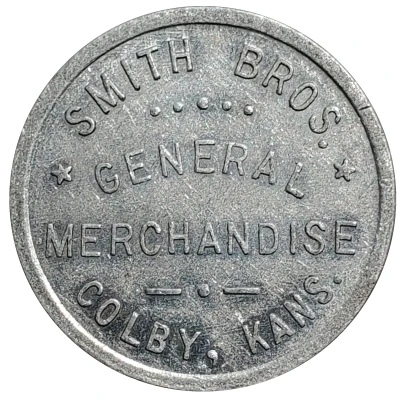 SMITH BROS.
GENERAL
MERCHANDISE
COLBY, KANS.